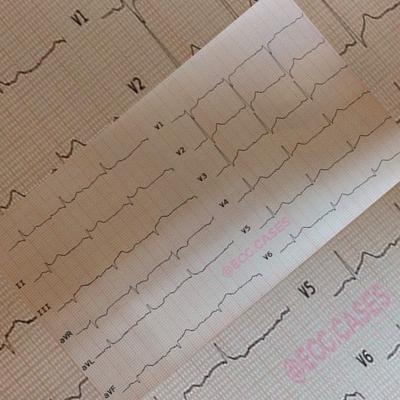 V1
V2
V1
V2
V3
V4
V5
V6
II
III
aVR
aVL
aVF
@ECG.CASES
V5
V6
@ECG.CASES